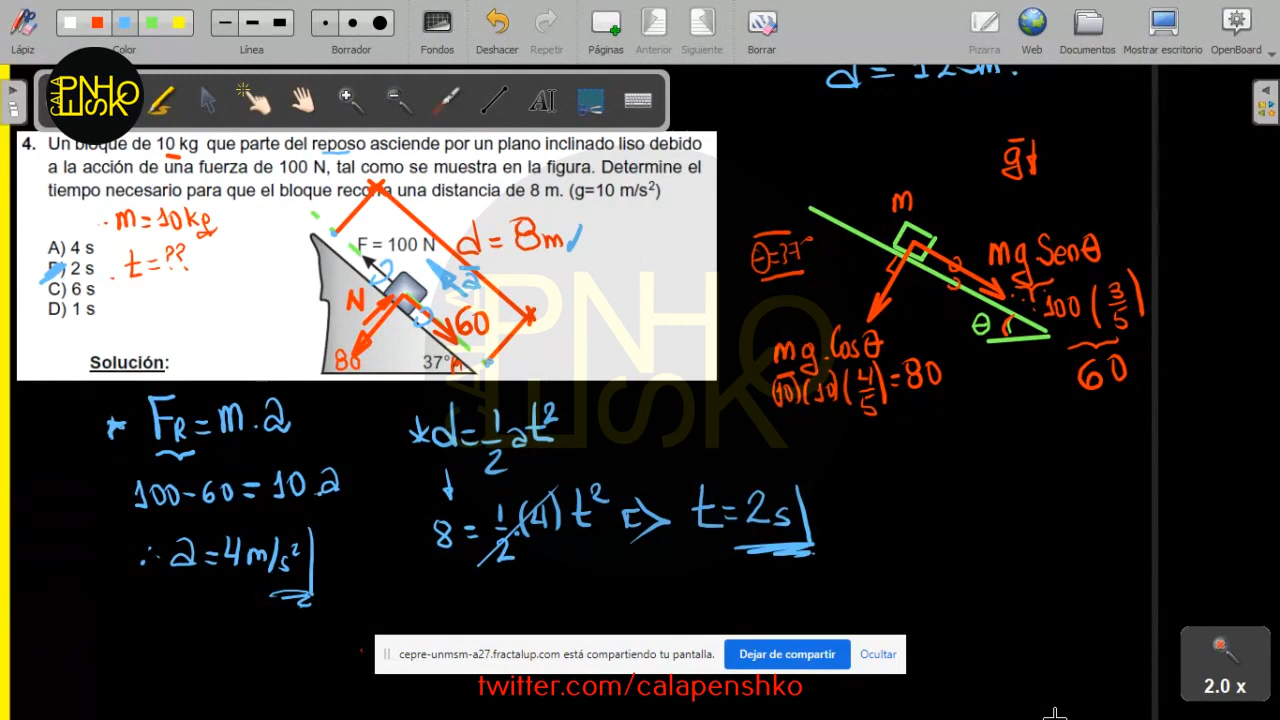 Lápiz
Color
Línea
Borrador
Fondos
Deshacer
Repetir
Páginas
Anterior
Siguiente
Borrar
Pizarra
Web
Documentos
Mostrar escritorio
OpenBoard
CALA
PENSHKO
d = 125m.
4. Un bloque de 10 kg que parte del reposo asciende por un plano inclinado liso debido
a la acción de una fuerza de 100 N, tal como se muestra en la figura. Determine el
tiempo necesario para que el bloque recorra una distancia de 8 m. (g=10 m/s²)
A) 4 s
) 2 s
C) 6 s
D) 1 s
Solución:
m = 10kg
t = ??
F = 100 N
d = 8m
a
N
60
80
37°
* F_R = m.a
100-60 = 10.a
∴ a = 4m/s²
* d = 1/2 at²
8 = 1/2.(4) t² => t = 2s
g
m
θ=37°
mg Senθ
100 (3/5)
60
θ
mg.Cosθ
(10)(10)(4/5) = 80
cepre-unmsm-a27.fractalup.com está compartiendo tu pantalla.
Dejar de compartir
Ocultar
twitter.com/calapenshko
2.0 x